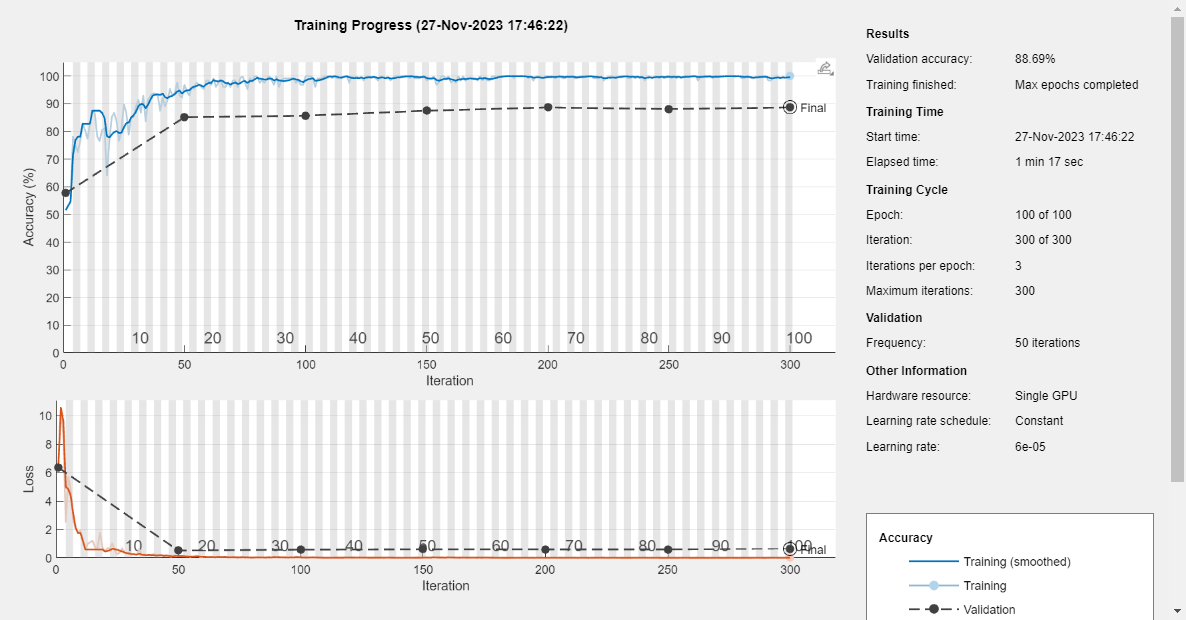 Training Progress (27-Nov-2023 17:46:22)
100
90
80
70
60
50
40
30
20
10
0
Accuracy (%)
Final
10 20 30 40 50 60 70 80 90 100
0 50 100 150 200 250 300
Iteration
10
8
6
4
2
0
Loss
10 20 30 40 50 60 70 80 90 100
Final
0 50 100 150 200 250 300
Iteration
Results
Validation accuracy: 88.69%
Training finished: Max epochs completed
Training Time
Start time: 27-Nov-2023 17:46:22
Elapsed time: 1 min 17 sec
Training Cycle
Epoch: 100 of 100
Iteration: 300 of 300
Iterations per epoch: 3
Maximum iterations: 300
Validation
Frequency: 50 iterations
Other Information
Hardware resource: Single GPU
Learning rate schedule: Constant
Learning rate: 6e-05
Accuracy
Training (smoothed)
Training
Validation